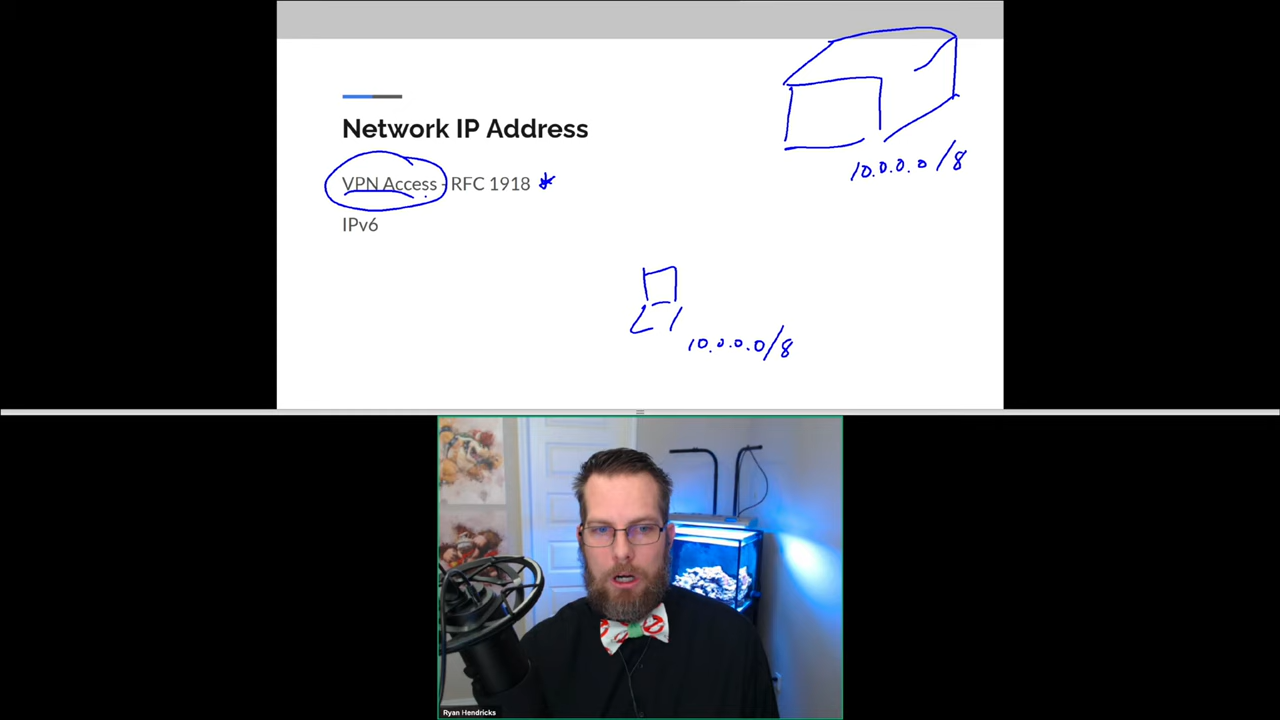 Network IP Address
VPN Access - RFC 1918 *
IPv6
10.0.0.0/8
10.0.0.0/8
Ryan Hendricks